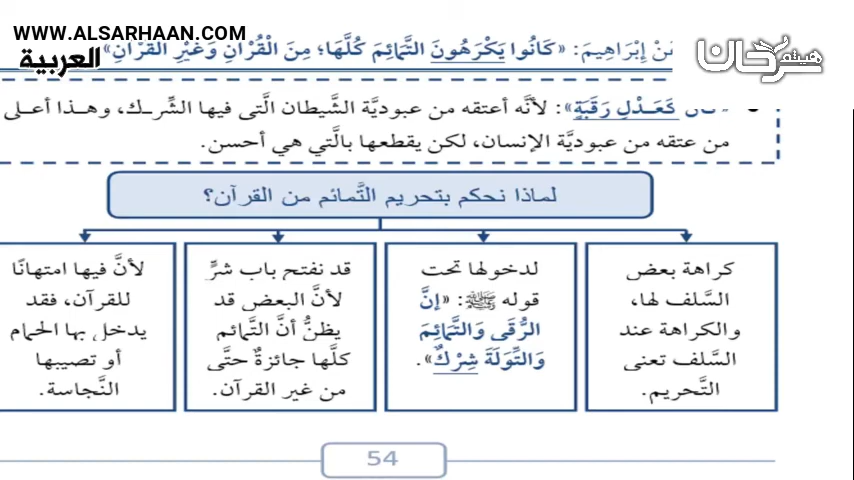 WWW.ALSARHAAN.COM
العربية
هيثم سرحان
إِبْرَاهِيمَ: «كَانُوا يَكْرَهُونَ التَّمَائِمَ كُلَّهَا؛ مِنَ الْقُرْآنِ وَغَيْرِ الْقُرْآنِ»
كَعَدْلِ رَقَبَةٍ»: لأنَّه أعتقه من عبوديَّة الشَّيطان الَّتي فيها الشِّرك، وهذا أعلى
من عتقه من عبوديَّة الإنسان، لكن يقطعها بالَّتي هي أحسن.
لماذا نحكم بتحريم التَّمائم من القرآن؟
كراهة بعض
السَّلف لها،
والكراهة عند
السَّلف تعني
التَّحريم.
لدخولها تحت
قوله ﷺ: «إنَّ
الرُّقَى وَالتَّمَائِمَ
وَالتِّوَلَةَ شِرْكٌ».
قد نفتح باب شرٍّ
لأنَّ البعض قد
يظنُّ أنَّ التَّمائم
كلَّها جائزةٌ حتَّى
من غير القرآن.
لأنَّ فيها امتهانًا
للقرآن، فقد
يدخل بها الحمام
أو تصيبها
النَّجاسة.
54